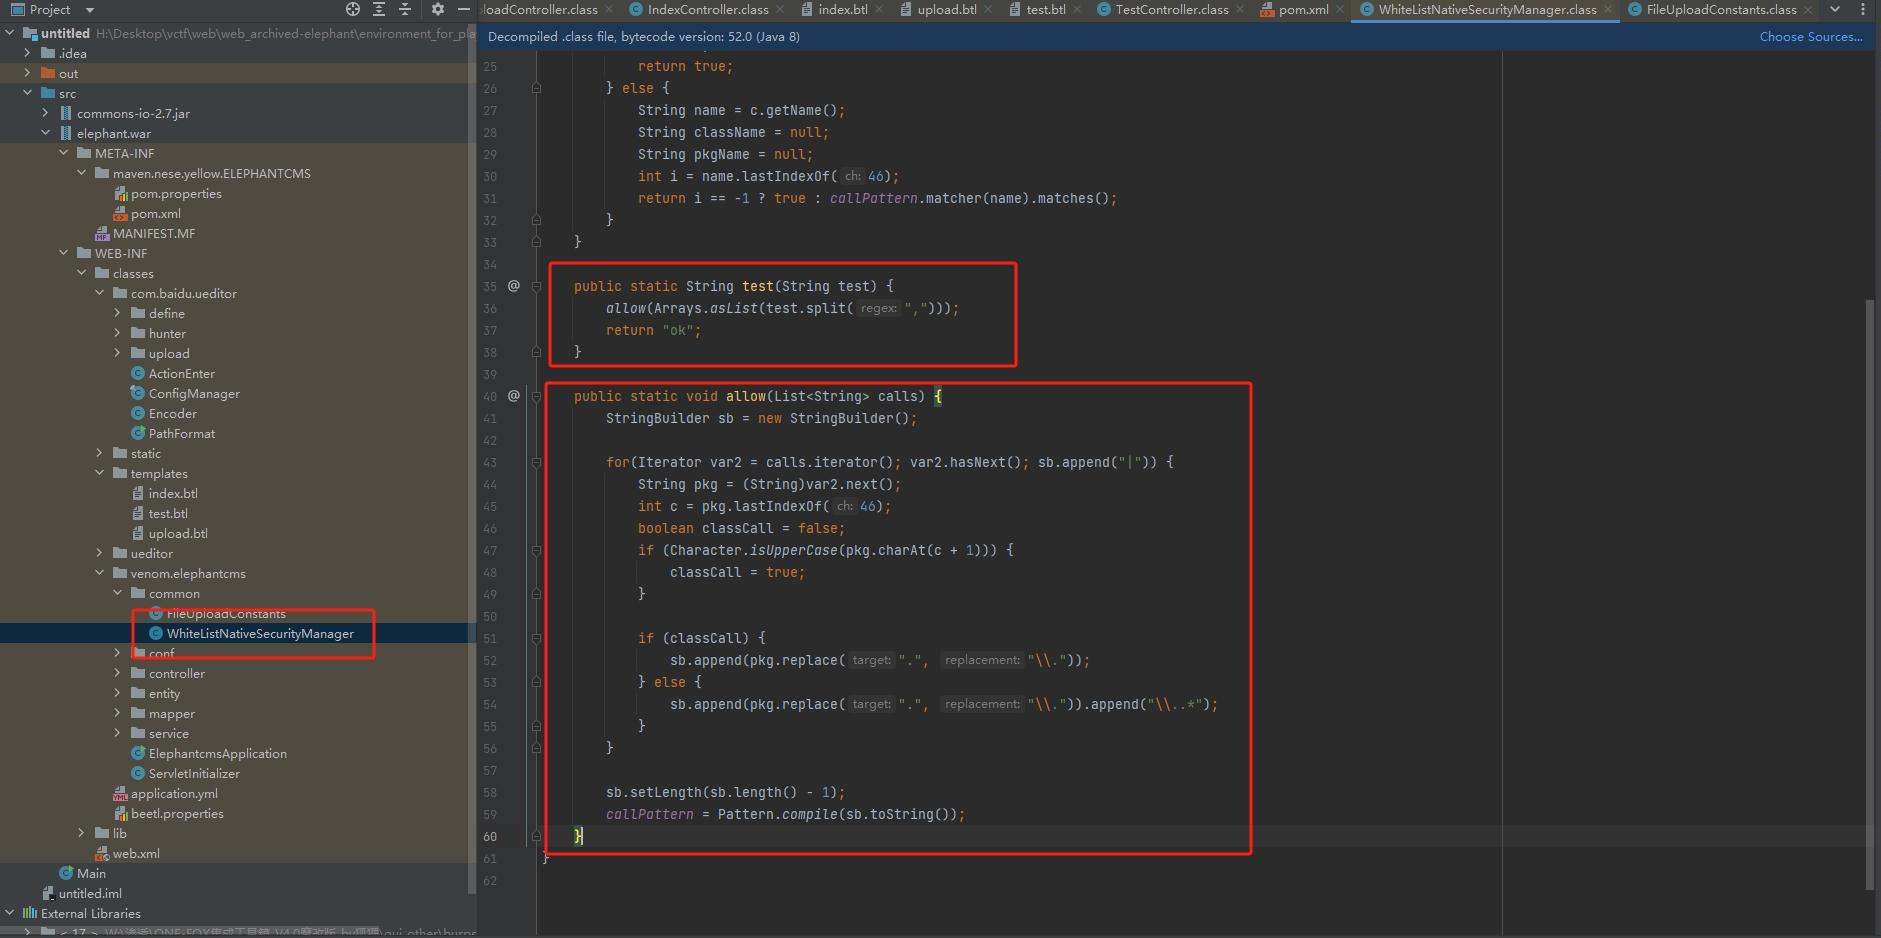 Project
loadController.class
IndexController.class
index.btl
upload.btl
test.btl
TestController.class
pom.xml
WhiteListNativeSecurityManager.class
FileUploadConstants.class
untitled H:\Desktop\vctf\web\web_archived-elephant\environment_for_pla
.idea
out
src
commons-io-2.7.jar
elephant.war
META-INF
maven.nese.yellow.ELEPHANTCMS
pom.properties
pom.xml
MANIFEST.MF
WEB-INF
classes
com.baidu.ueditor
define
hunter
upload
ActionEnter
ConfigManager
Encoder
PathFormat
static
templates
index.btl
test.btl
upload.btl
ueditor
venom.elephantcms
common
FileUploadConstants
WhiteListNativeSecurityManager
conf
controller
entity
mapper
service
ElephantcmsApplication
ServletInitializer
application.yml
beetl.properties
lib
web.xml
Main
untitled.iml
External Libraries
Decompiled .class file, bytecode version: 52.0 (Java 8)
Choose Sources...
25 return true;
26 } else {
27 String name = c.getName();
28 String className = null;
29 String pkgName = null;
30 int i = name.lastIndexOf( ch: 46);
31 return i == -1 ? true : callPattern.matcher(name).matches();
32 }
33 }
34
35 @ public static String test(String test) {
36 allow(Arrays.asList(test.split( regex: ",")));
37 return "ok";
38 }
39
40 @ public static void allow(List<String> calls) {
41 StringBuilder sb = new StringBuilder();
42
43 for(Iterator var2 = calls.iterator(); var2.hasNext(); sb.append("|")) {
44 String pkg = (String)var2.next();
45 int c = pkg.lastIndexOf( ch: 46);
46 boolean classCall = false;
47 if (Character.isUpperCase(pkg.charAt(c + 1))) {
48 classCall = true;
49 }
50
51 if (classCall) {
52 sb.append(pkg.replace( target: ".", replacement: "\\."));
53 } else {
54 sb.append(pkg.replace( target: ".", replacement: "\\.")).append("\\..*");
55 }
56 }
57
58 sb.setLength(sb.length() - 1);
59 callPattern = Pattern.compile(sb.toString());
60 }
61 }
62